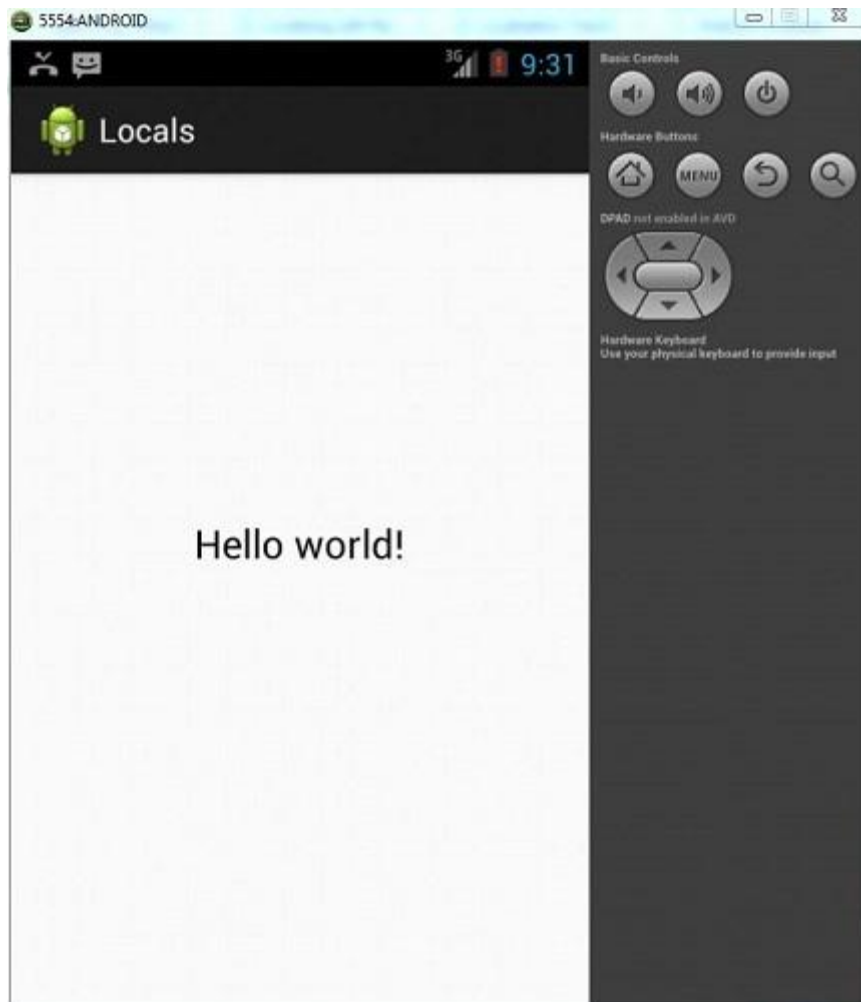 5554:ANDROID
3G 9:31
Locals
Hello world!
Basic Controls
Hardware Buttons
MENU
DPAD not enabled in AVD
Hardware Keyboard
Use your physical keyboard to provide input